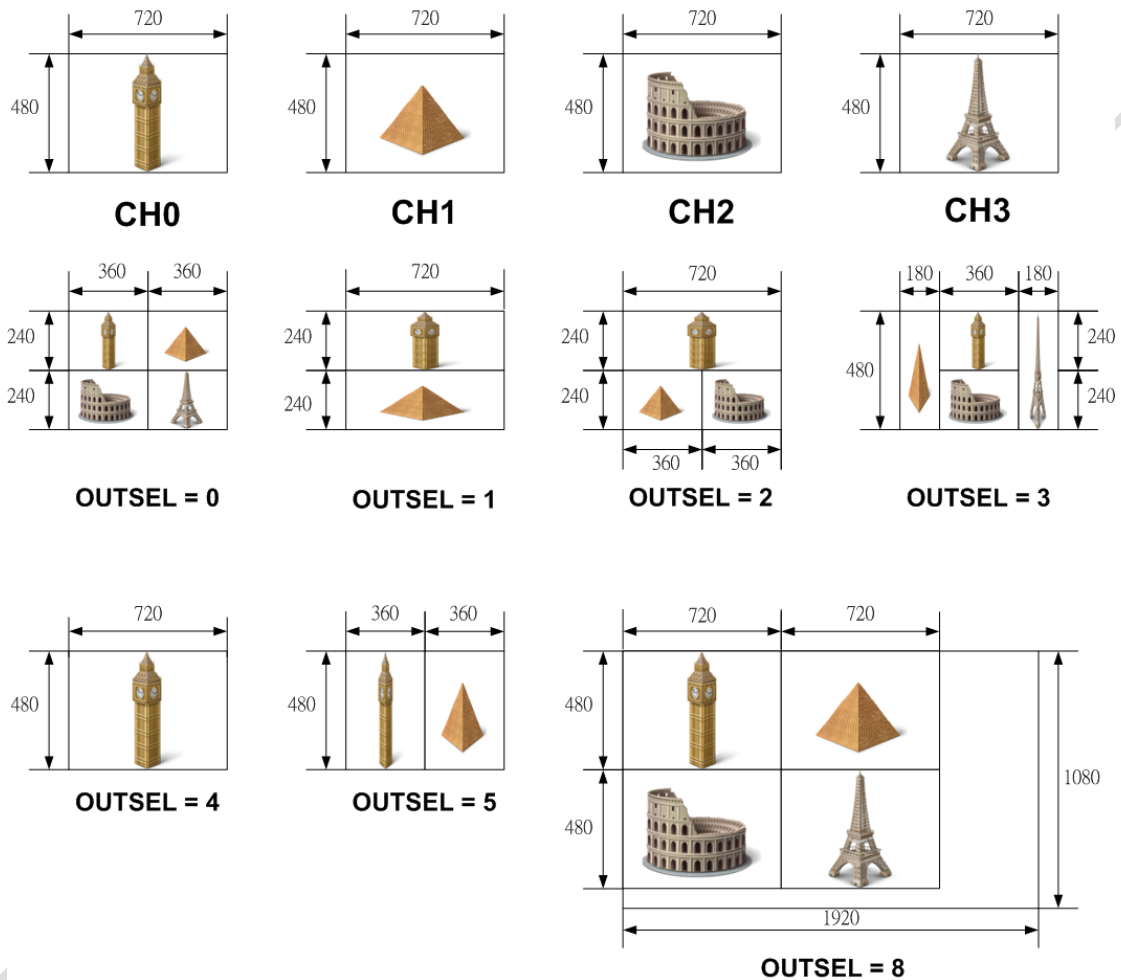 720 720 720 720
480 480 480 480
CH0 CH1 CH2 CH3
360 360 720 720 180 360 180
240 240 240 480 240
240 240 240 240
360 360
OUTSEL = 0 OUTSEL = 1 OUTSEL = 2 OUTSEL = 3
720 360 360 720 720
480 480 480
1080
480
OUTSEL = 4 OUTSEL = 5
1920
OUTSEL = 8